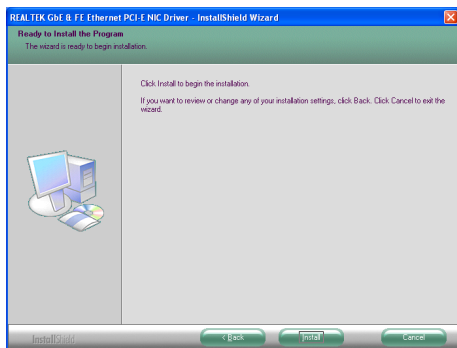 REALTEK GbE & FE Ethernet PCI-E NIC Driver - InstallShield Wizard
Ready to Install the Program
The wizard is ready to begin installation.
Click Install to begin the installation.
If you want to review or change any of your installation settings, click Back. Click Cancel to exit the
wizard.
InstallShield
< Back
Install
Cancel